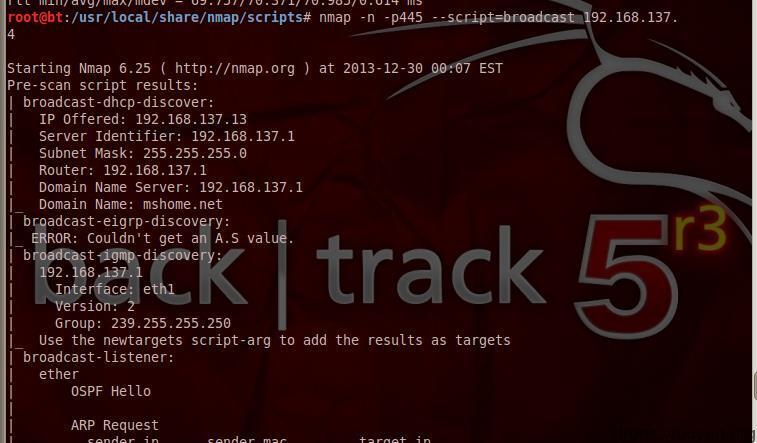 rtt min/avg/max/mdev = 69.757/70.371/70.985/0.614 ms
root@bt:/usr/local/share/nmap/scripts# nmap -n -p445 --script=broadcast 192.168.137.
4
Starting Nmap 6.25 ( http://nmap.org ) at 2013-12-30 00:07 EST
Pre-scan script results:
| broadcast-dhcp-discover:
|   IP Offered: 192.168.137.13
|   Server Identifier: 192.168.137.1
|   Subnet Mask: 255.255.255.0
|   Router: 192.168.137.1
|   Domain Name Server: 192.168.137.1
|_  Domain Name: mshome.net
| broadcast-eigrp-discovery:
|_ ERROR: Couldn't get an A.S value.
| broadcast-igmp-discovery:
|   192.168.137.1
|     Interface: eth1
|     Version: 2
|     Group: 239.255.255.250
|_  Use the newtargets script-arg to add the results as targets
| broadcast-listener:
|   ether
|       OSPF Hello
|
|       ARP Request
|         sender ip      sender mac         target ip
back | track 5 r3